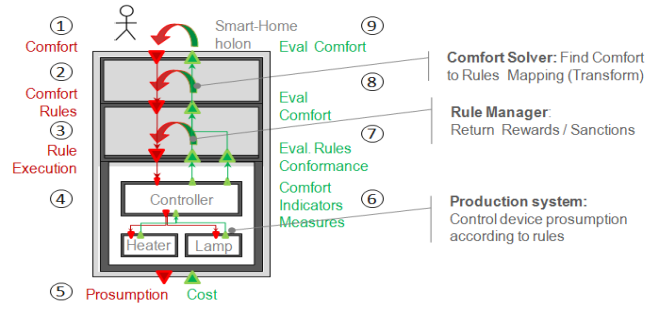 ①
Comfort
Smart-Home
holon
⑨
Eval Comfort
②
Comfort
Rules
⑧
Eval
Comfort
Comfort Solver: Find Comfort
to Rules Mapping (Transform)
③
Rule
Execution
⑦
Eval. Rules
Conformance
Rule Manager:
Return Rewards / Sanctions
④
Controller
Heater
Lamp
Comfort
Indicators
Measures
⑥
Production system:
Control device prosumption
according to rules
⑤
Prosumption
Cost